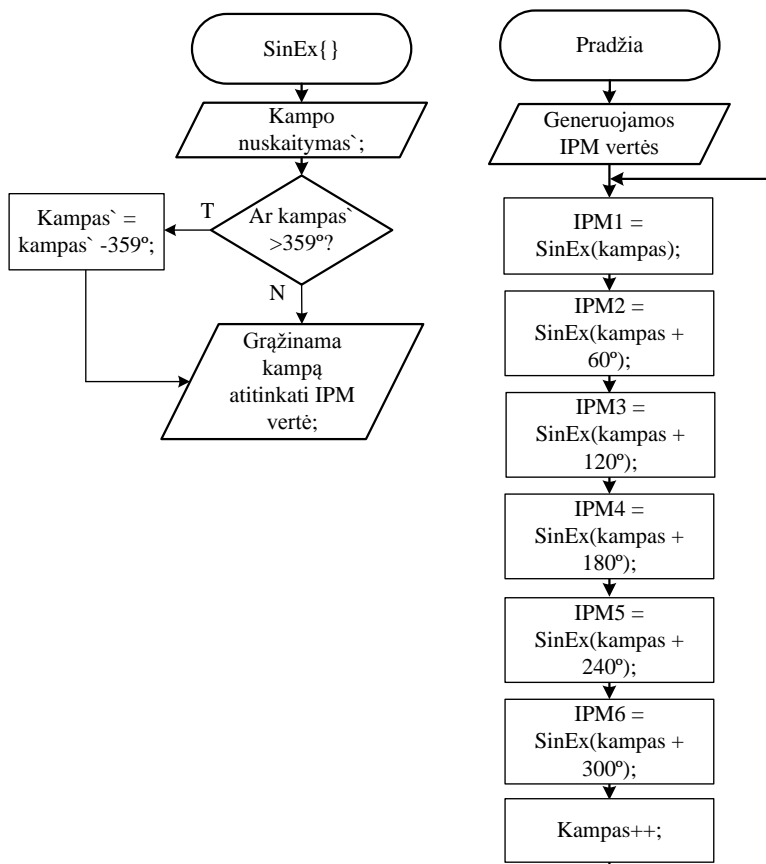 SinEx{}
Kampo
nuskaitymas`;
Ar kampas`
>359º?
T
Kampas` =
kampas` -359º;
N
Grąžinama
kampą
atitinkati IPM
vertė;
Pradžia
Generuojamos
IPM vertės
IPM1 =
SinEx(kampas);
IPM2 =
SinEx(kampas +
60º);
IPM3 =
SinEx(kampas +
120º);
IPM4 =
SinEx(kampas +
180º);
IPM5 =
SinEx(kampas +
240º);
IPM6 =
SinEx(kampas +
300º);
Kampas++;